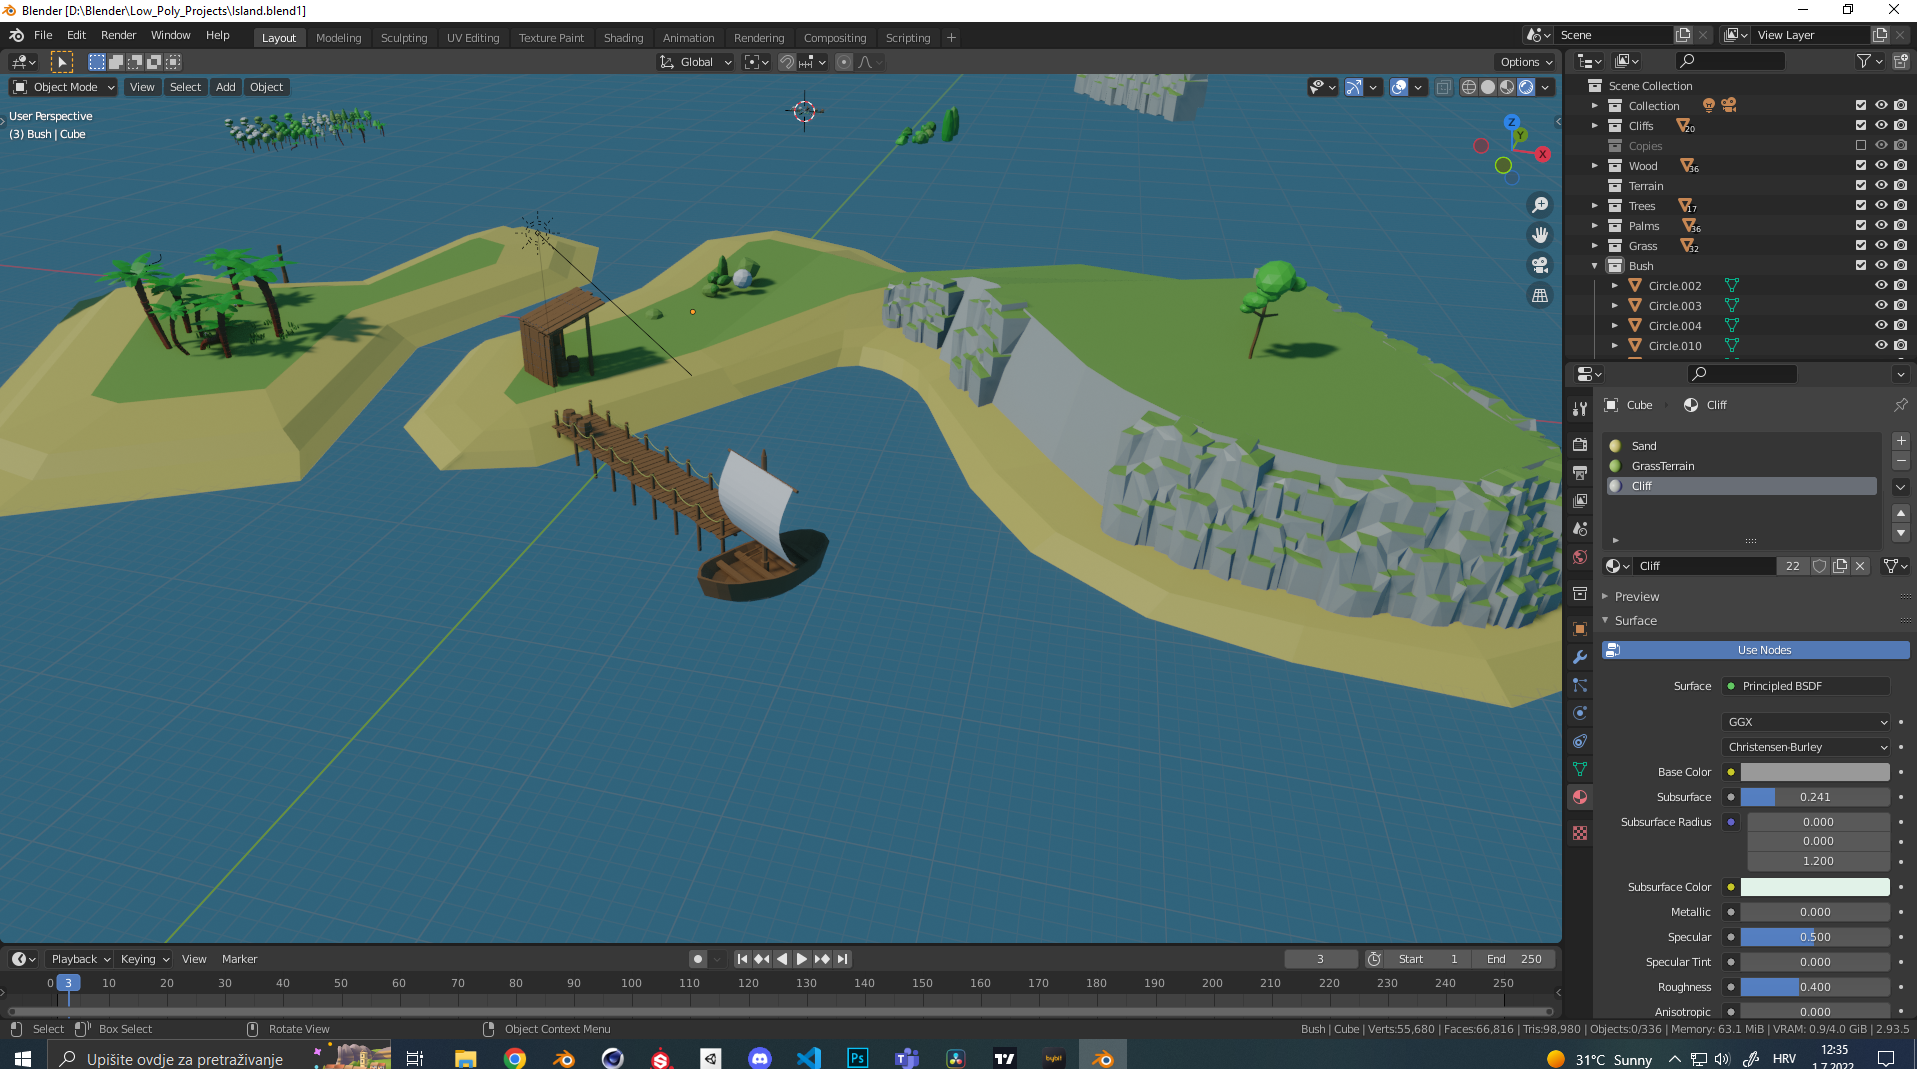 Blender [D:\Blender\Low_Poly_Projects\Island.blend1]
File Edit Render Window Help
Layout Modeling Sculpting UV Editing Texture Paint Shading Animation Rendering Compositing Scripting +
Scene
View Layer
Global
Options
Object Mode View Select Add Object
User Perspective
(3) Bush | Cube
Z
Y
X
Scene Collection
Collection
Cliffs 20
Copies
Wood 36
Terrain
Trees 17
Palms 36
Grass 32
Bush
Circle.002
Circle.003
Circle.004
Circle.010
Cube Cliff
Sand
GrassTerrain
Cliff
Cliff 22
Preview
Surface
Use Nodes
Surface Principled BSDF
GGX
Christensen-Burley
Base Color
Subsurface 0.241
Subsurface Radius 0.000
0.000
1.200
Subsurface Color
Metallic 0.000
Specular 0.500
Specular Tint 0.000
Roughness 0.400
Anisotropic 0.000
Playback Keying View Marker
3 Start 1 End 250
0 3 10 20 30 40 50 60 70 80 90 100 110 120 130 140 150 160 170 180 190 200 210 220 230 240 250
Select Box Select Rotate View Object Context Menu
Bush | Cube | Verts:55,680 | Faces:66,816 | Tris:98,980 | Objects:0/336 | Memory: 63.1 MiB | VRAM: 0.9/4.0 GiB | 2.93.5
Upišite ovdje za pretraživanje
Ps
bybit
31°C Sunny
HRV
12:35
1.7.2022